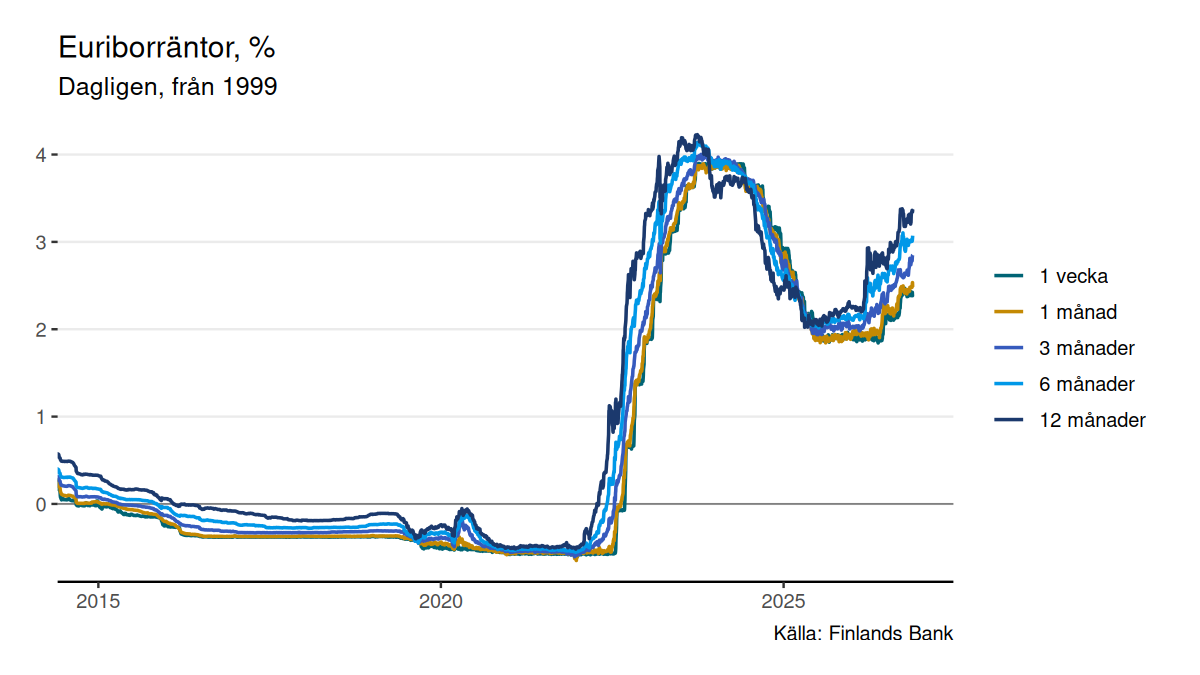 Euriborräntor, %
Dagligen, från 1999
4
3
2
1
0
2015
2020
2025
1 vecka
1 månad
3 månader
6 månader
12 månader
Källa: Finlands Bank